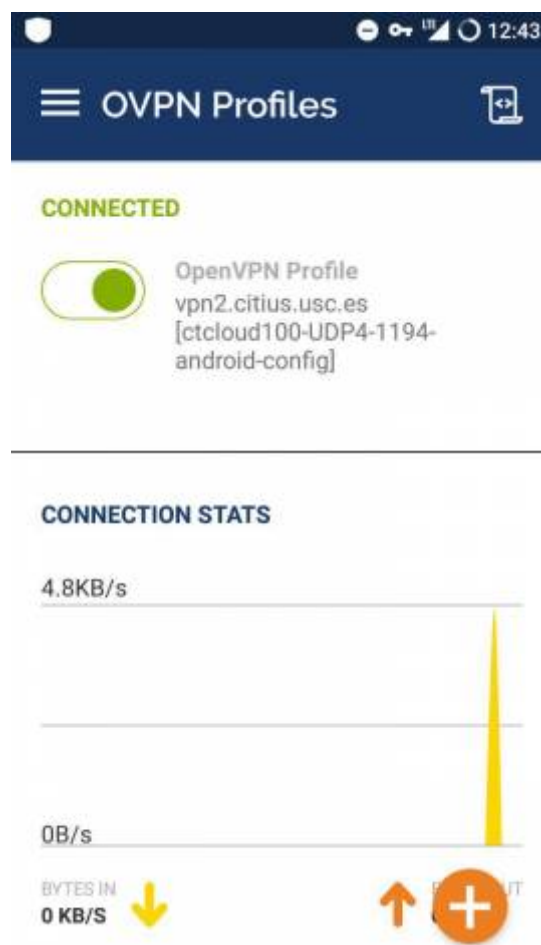 LTE 12:43
OVPN Profiles
CONNECTED
OpenVPN Profile
vpn2.citius.usc.es
[ctcloud100-UDP4-1194-
android-config]
CONNECTION STATS
4.8KB/s
0B/s
BYTES IN
0 KB/S